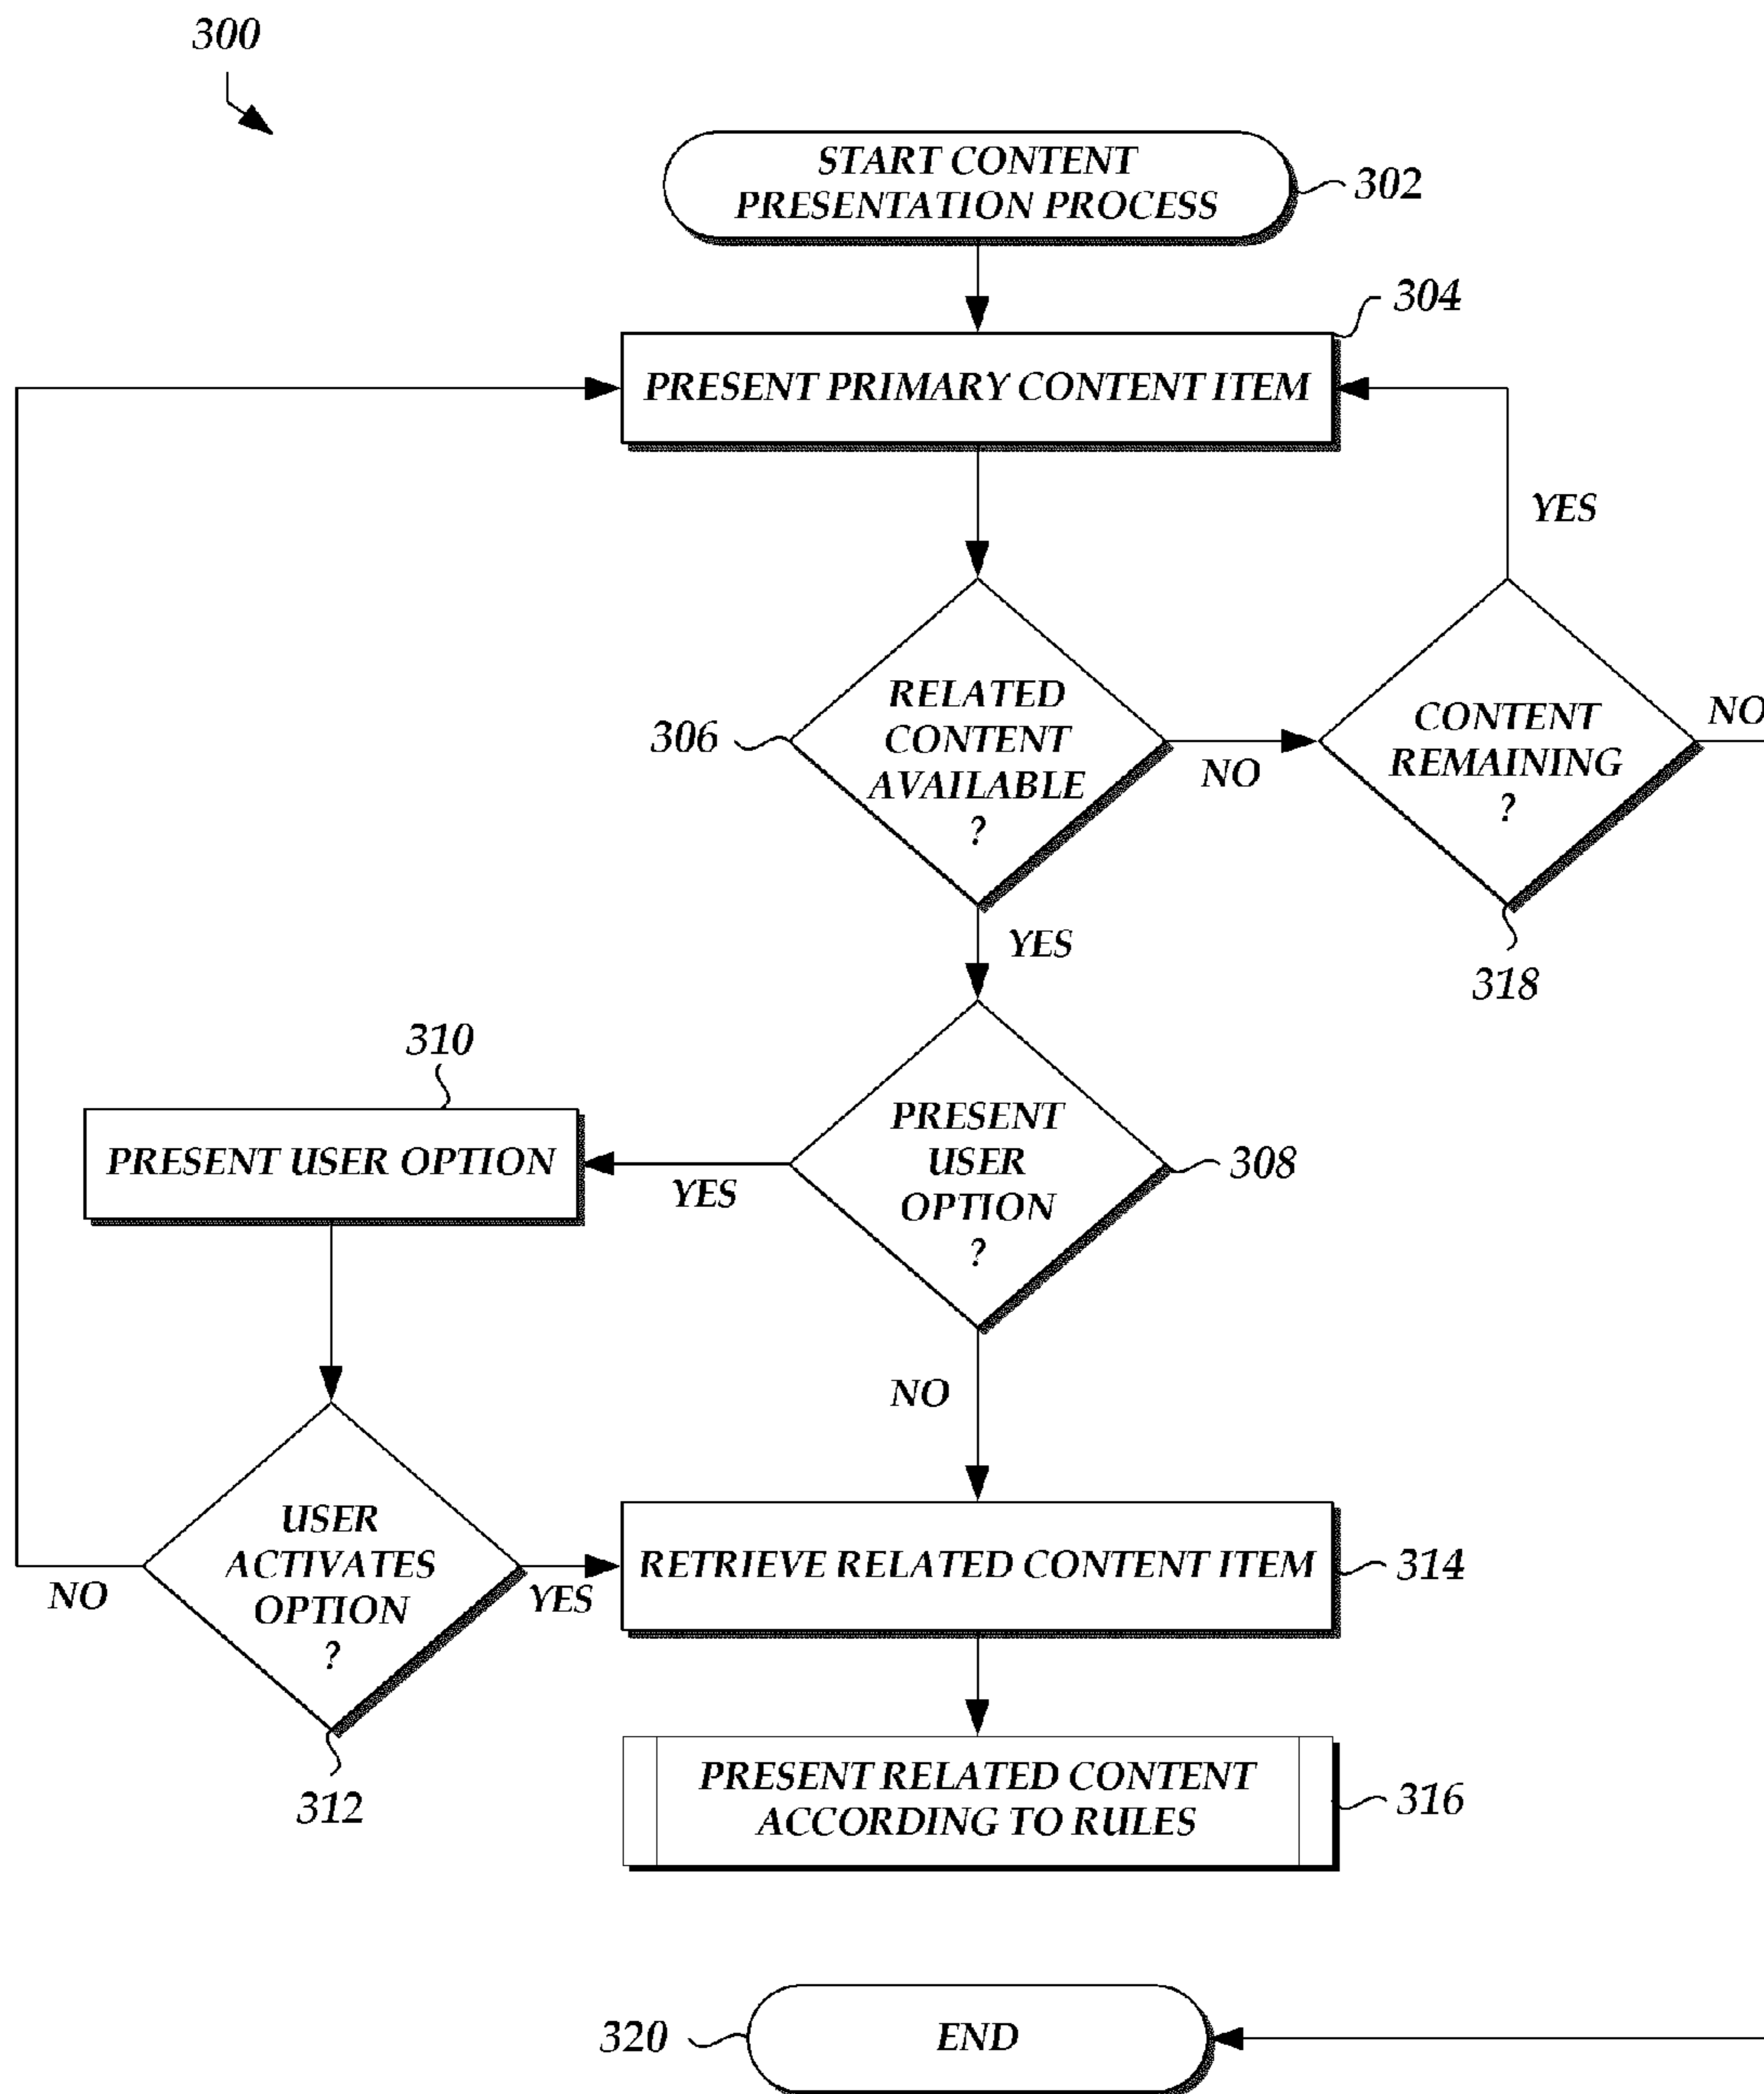 300
START CONTENT
PRESENTATION PROCESS
302
304
PRESENT PRIMARY CONTENT ITEM
YES
RELATED
CONTENT
AVAILABLE
?
306
NO
CONTENT
REMAINING
?
NO
318
YES
310
PRESENT USER OPTION
YES
PRESENT
USER
OPTION
?
308
NO
USER
ACTIVATES
OPTION
?
NO
YES
312
RETRIEVE RELATED CONTENT ITEM
314
PRESENT RELATED CONTENT
ACCORDING TO RULES
316
320
END